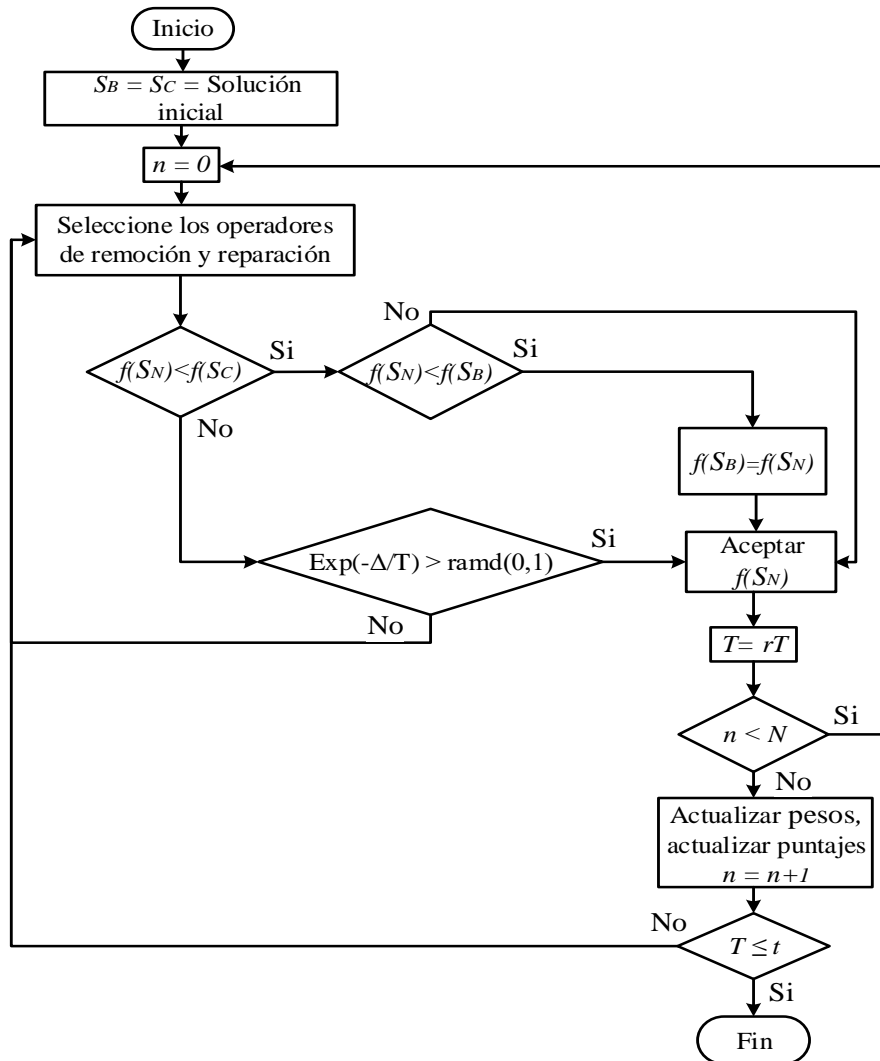 Inicio
SB = SC = Solución
inicial
n = 0
Seleccione los operadores
de remoción y reparación
No
f(SN)<f(SC)
Si
f(SN)<f(SB)
Si
No
f(SB)=f(SN)
Exp(-Δ/T) > ramd(0,1)
Si
Aceptar
f(SN)
No
T= rT
n < N
Si
No
Actualizar pesos,
actualizar puntajes
n = n+1
No
T ≤ t
Si
Fin